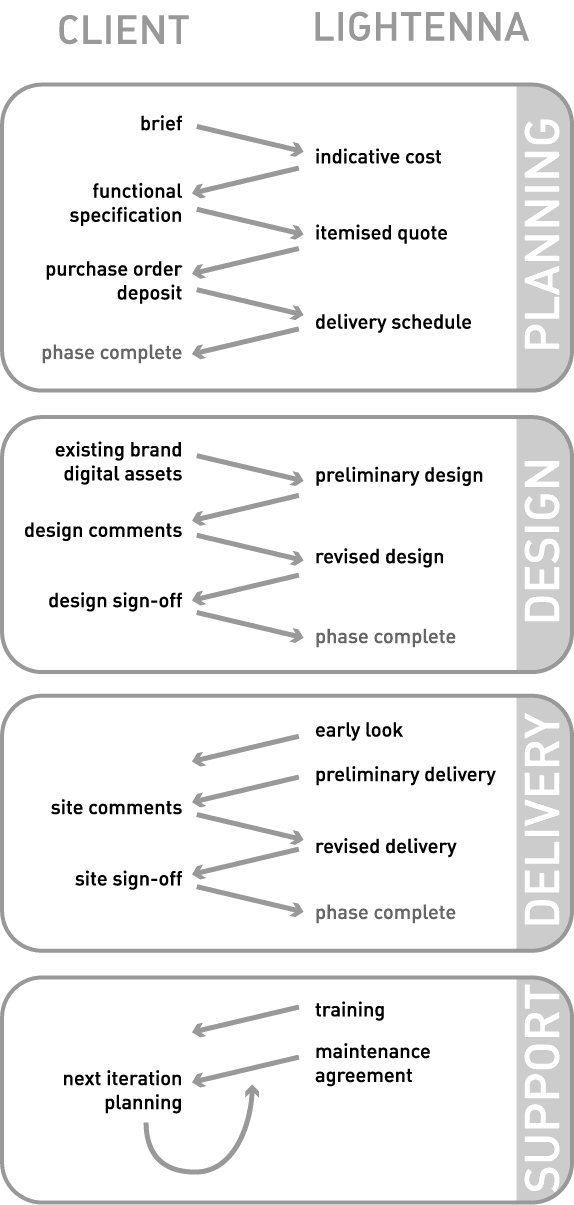 CLIENT
LIGHTENNA
PLANNING
brief
indicative cost
functional
specification
itemised quote
purchase order
deposit
delivery schedule
phase complete
DESIGN
existing brand
digital assets
preliminary design
design comments
revised design
design sign-off
phase complete
DELIVERY
early look
preliminary delivery
site comments
revised delivery
site sign-off
phase complete
SUPPORT
training
maintenance
agreement
next iteration
planning